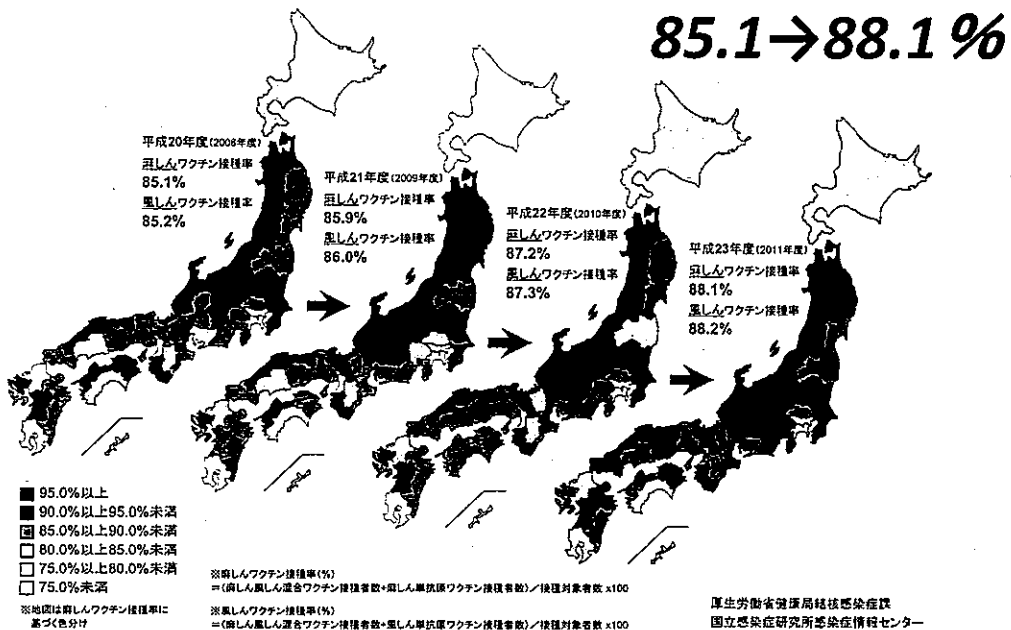 85.1→88.1%
平成20年度(2008年度)
麻しんワクチン接種率
85.1%
風しんワクチン接種率
85.2%
平成21年度(2009年度)
麻しんワクチン接種率
85.9%
風しんワクチン接種率
86.0%
平成22年度(2010年度)
麻しんワクチン接種率
87.2%
風しんワクチン接種率
87.3%
平成23年度(2011年度)
麻しんワクチン接種率
88.1%
風しんワクチン接種率
88.2%
95.0%以上
90.0%以上95.0%未満
85.0%以上90.0%未満
80.0%以上85.0%未満
75.0%以上80.0%未満
75.0%未満
※地図は麻しんワクチン接種率に
基づく色分け
※麻しんワクチン接種率(%)
=(麻しん風しん混合ワクチン接種者数+麻しん単抗原ワクチン接種者数)/接種対象者数 x100
※風しんワクチン接種率(%)
=(麻しん風しん混合ワクチン接種者数+風しん単抗原ワクチン接種者数)/接種対象者数 x100
厚生労働省健康局結核感染症課
国立感染症研究所感染症情報センター